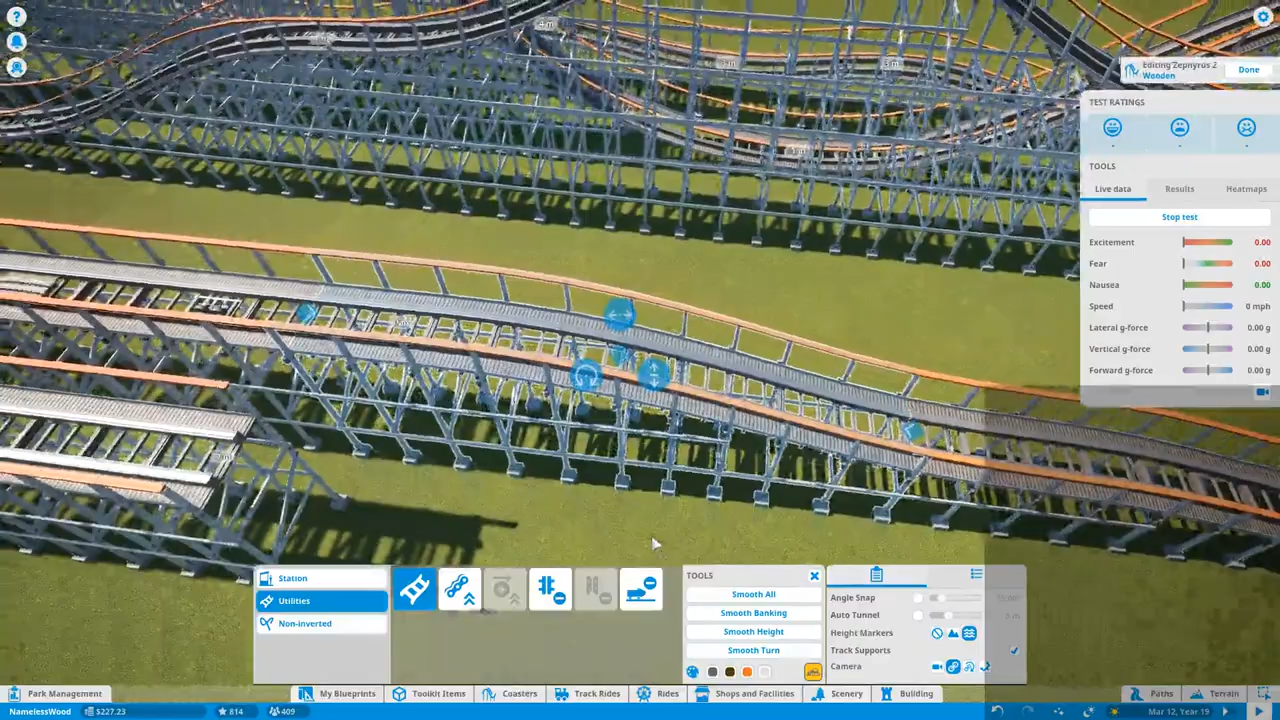 ?
4 m
3 m
Editing Zephyrus 2
Wooden
Done
TEST RATINGS
- - -
TOOLS
Live data Results Heatmaps
Stop test
Excitement 0.00
Fear 0.00
Nausea 0.00
Speed 0 mph
Lateral g-force 0.00 g
Vertical g-force 0.00 g
Forward g-force 0.00 g
Station
Utilities
Non-inverted
TOOLS
Smooth All
Smooth Banking
Smooth Height
Smooth Turn
Angle Snap
Auto Tunnel
Height Markers
Track Supports
Camera
Park Management My Blueprints Toolkit Items Coasters Track Rides Rides Shops and Facilities Scenery Building Paths Terrain
NamelessWood $227.23 814 409 Mar 12, Year 19